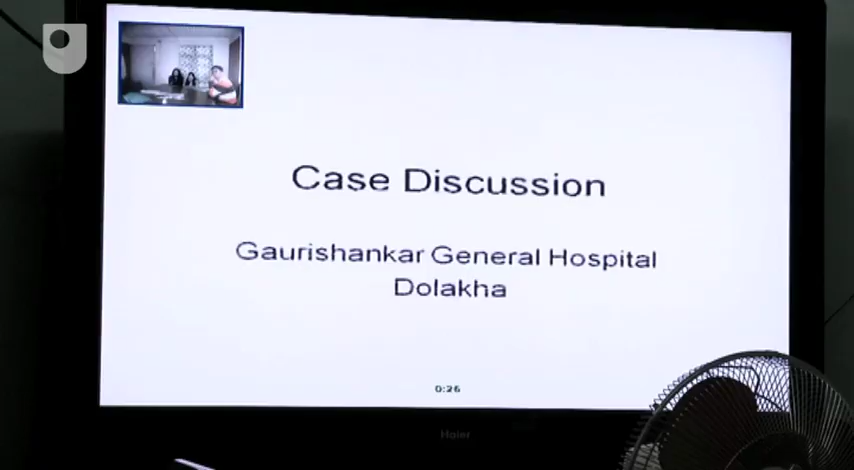 Case Discussion
Gaurishankar General Hospital
Dolakha
0:26
Haier